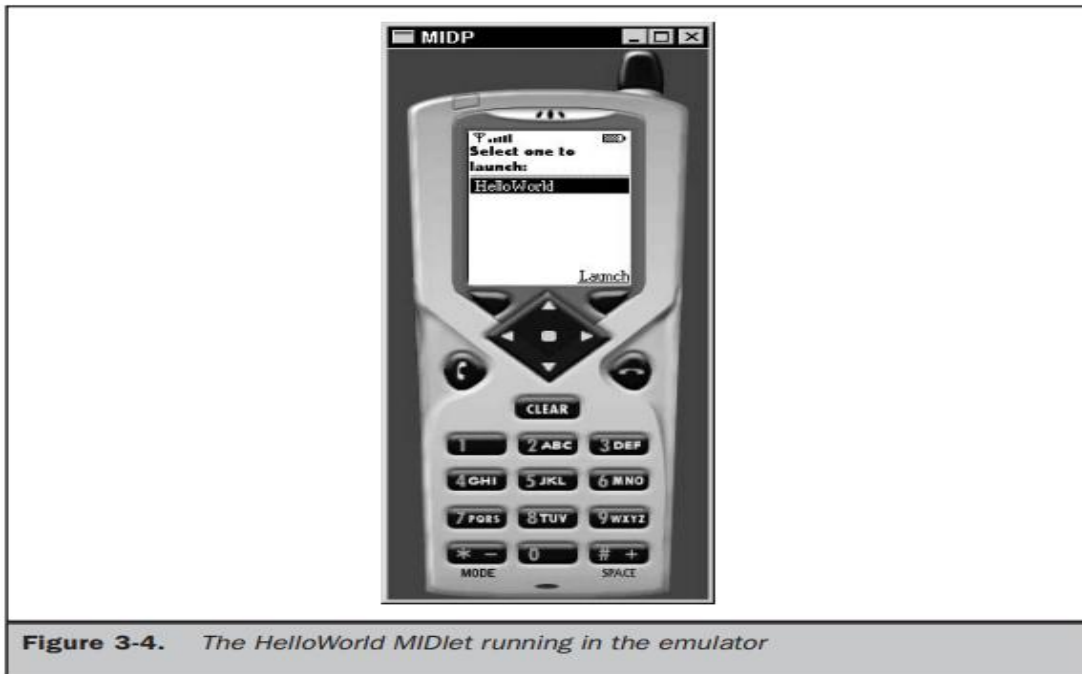 MIDP
Select one to
launch:
HelloWorld
Launch
CLEAR
1 2 ABC 3 DEF
4 GHI 5 JKL 6 MNO
7 PQRS 8 TUV 9 WXYZ
* - 0 # +
MODE SPACE
Figure 3-4. The HelloWorld MIDlet running in the emulator